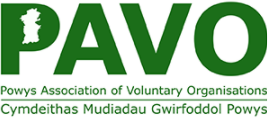 PAVO
Powys Association of Voluntary Organisations
Cymdeithas Mudiadau Gwirfoddol Powys